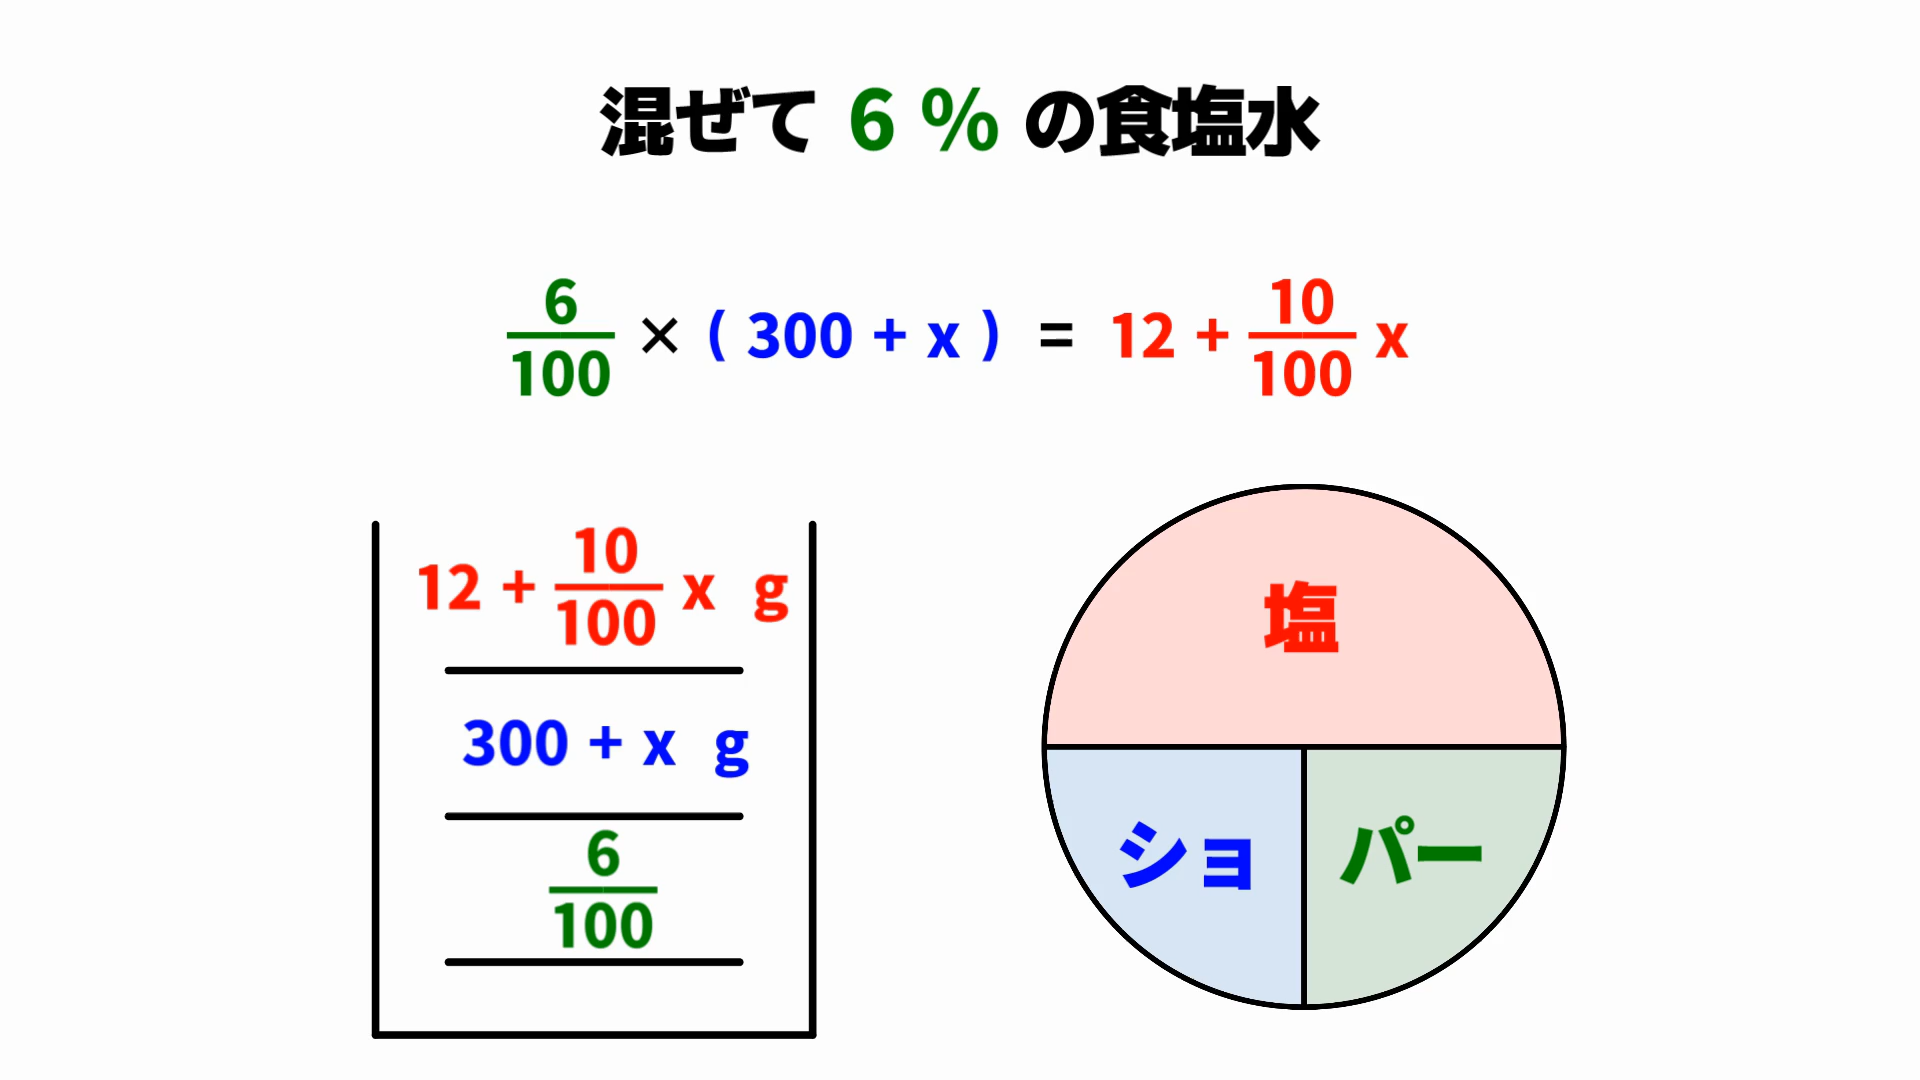 混ぜて 6 % の食塩水
6/100 × ( 300 + x ) = 12 + 10/100 x
12 + 10/100 x g
300 + x g
6/100
塩
ショ パー